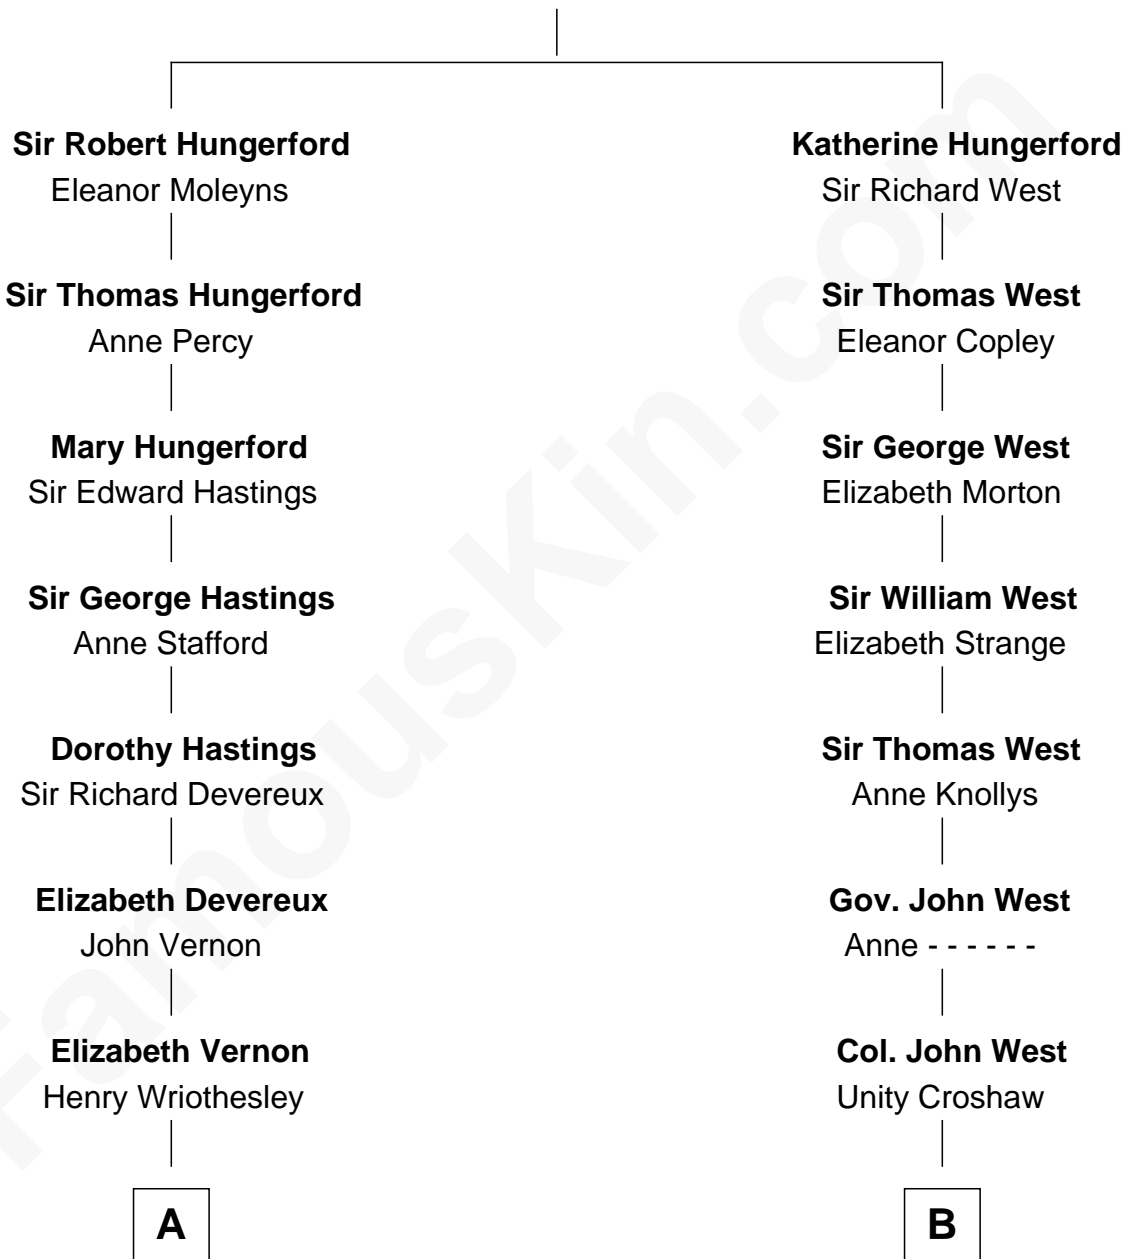 Sir Robert Hungerford
Eleanor Moleyns
Sir Thomas Hungerford
Anne Percy
Mary Hungerford
Sir Edward Hastings
Sir George Hastings
Anne Stafford
Dorothy Hastings
Sir Richard Devereux
Elizabeth Devereux
John Vernon
Elizabeth Vernon
Henry Wriothesley
A
Katherine Hungerford
Sir Richard West
Sir Thomas West
Eleanor Copley
Sir George West
Elizabeth Morton
Sir William West
Elizabeth Strange
Sir Thomas West
Anne Knollys
Gov. John West
Anne - - - - - -
Col. John West
Unity Croshaw
B
FamousKin.com